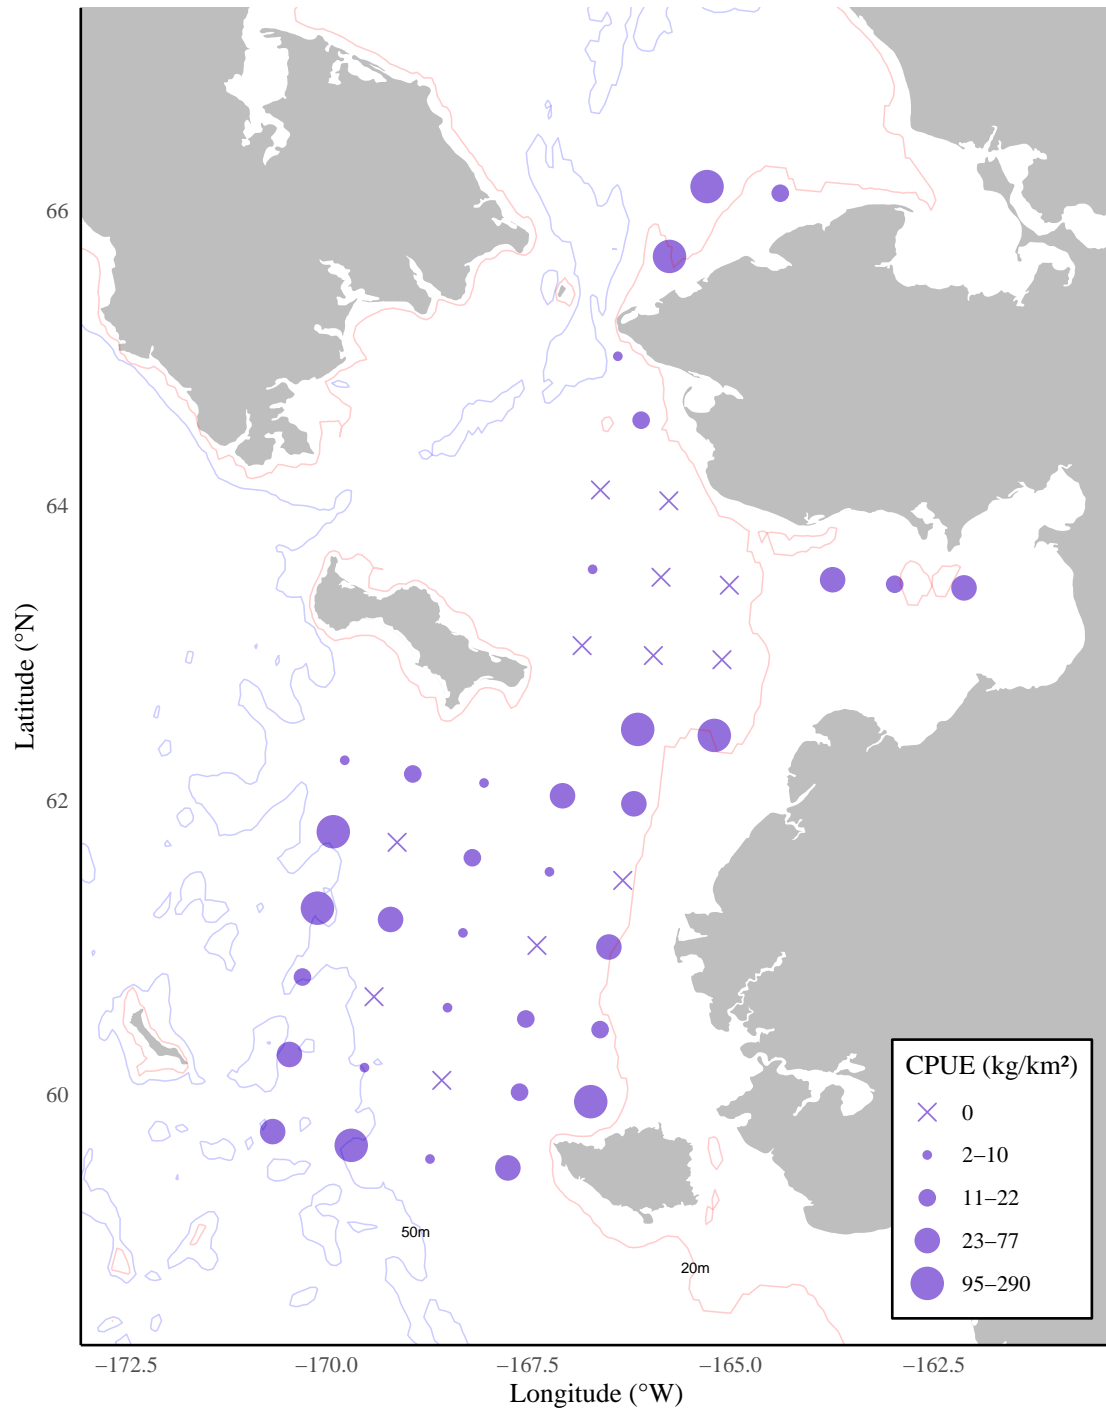 66
64
62
60
Latitude (°N)
50m
20m
CPUE (kg/km²)
0
2–10
11–22
23–77
95–290
−172.5 −170.0 −167.5 −165.0 −162.5
Longitude (°W)